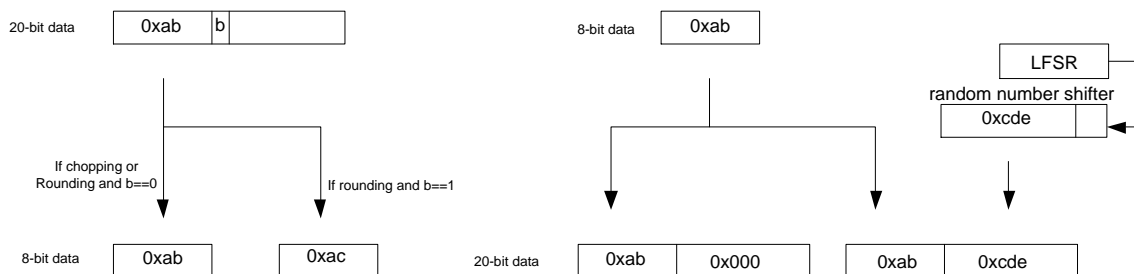 20-bit data
0xab
b
If chopping or
Rounding and b==0
If rounding and b==1
8-bit data
0xab
0xac
8-bit data
0xab
LFSR
random number shifter
0xcde
20-bit data
0xab
0x000
0xab
0xcde